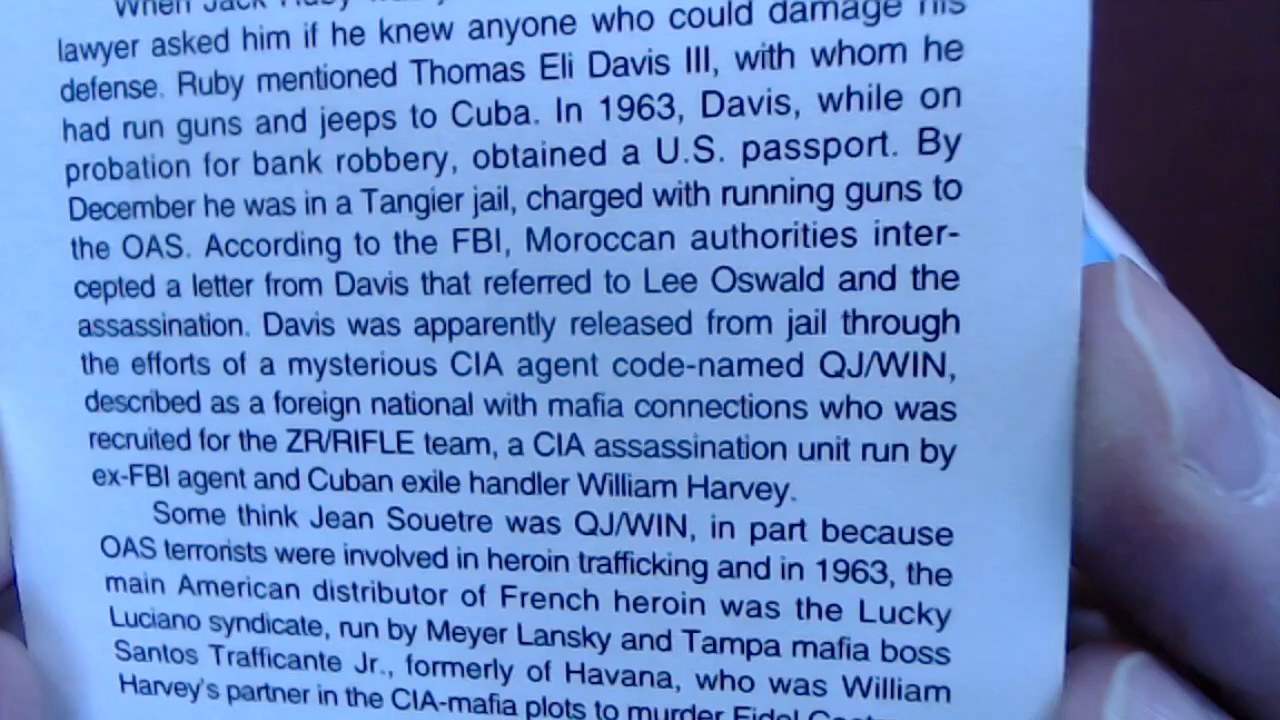 When Jack Ruby
lawyer asked him if he knew anyone who could damage his
defense. Ruby mentioned Thomas Eli Davis III, with whom he
had run guns and jeeps to Cuba. In 1963, Davis, while on
probation for bank robbery, obtained a U.S. passport. By
December he was in a Tangier jail, charged with running guns to
the OAS. According to the FBI, Moroccan authorities inter-
cepted a letter from Davis that referred to Lee Oswald and the
assassination. Davis was apparently released from jail through
the efforts of a mysterious CIA agent code-named QJ/WIN,
described as a foreign national with mafia connections who was
recruited for the ZR/RIFLE team, a CIA assassination unit run by
ex-FBI agent and Cuban exile handler William Harvey.
Some think Jean Souetre was QJ/WIN, in part because
OAS terrorists were involved in heroin trafficking and in 1963, the
main American distributor of French heroin was the Lucky
Luciano syndicate, run by Meyer Lansky and Tampa mafia boss
Santos Trafficante Jr., formerly of Havana, who was William
Harvey's partner in the CIA-mafia plots to murder Fidel